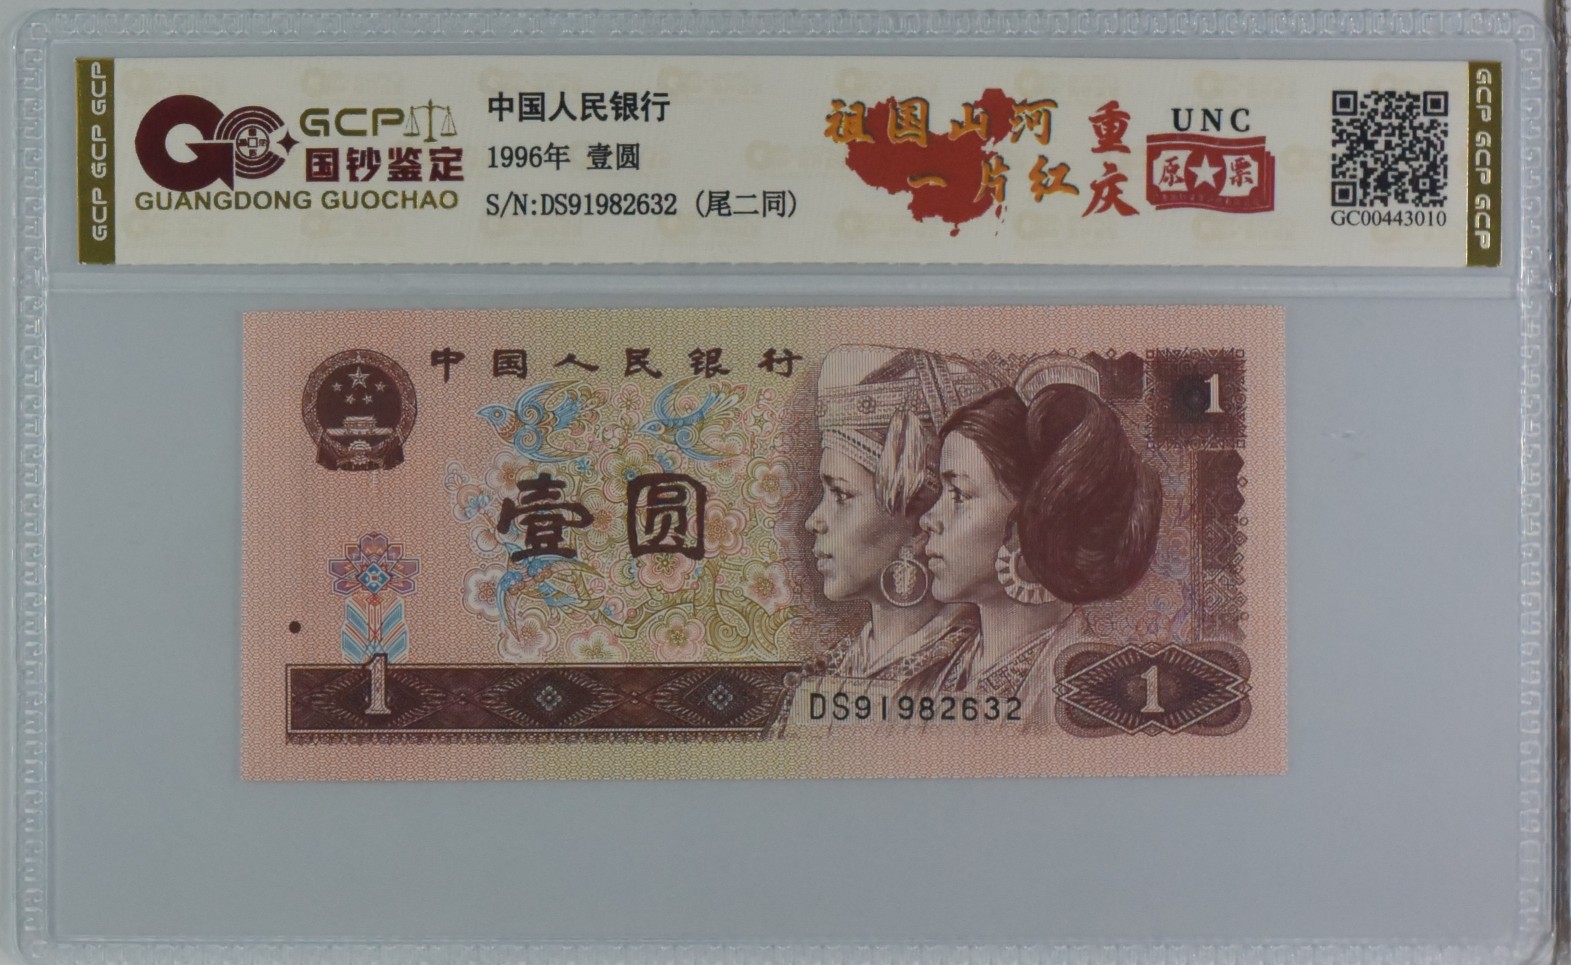 GCP GCP GCP
GCP
国钞鉴定
GUANGDONG GUOCHAO
中国人民银行
1996年 壹圆
S/N:DS91982632 (尾二同)
祖国山河
一片红
重庆
UNC
原★票
GC00443010
GCP GCP GCP
中国人民银行
1
壹圆
1
DS91982632
1